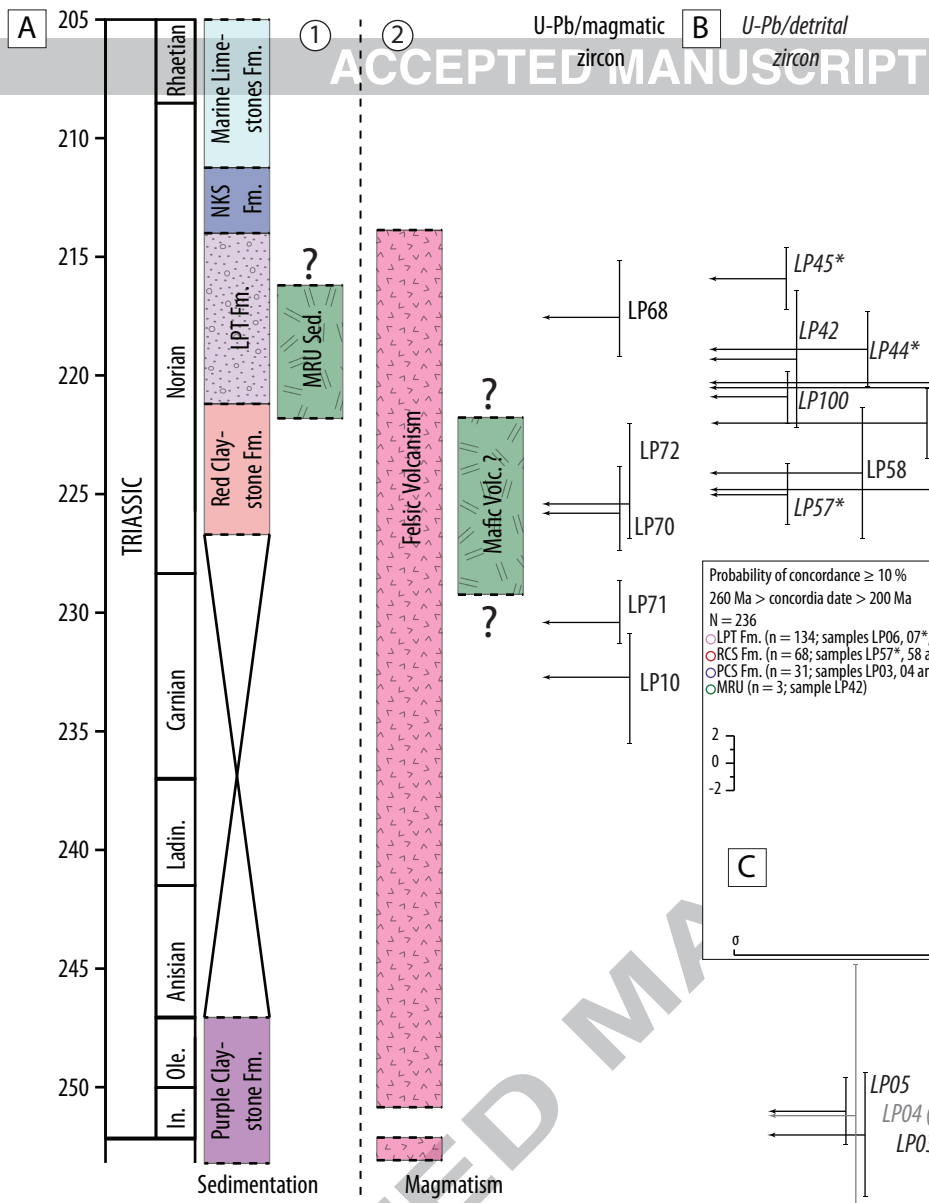 A
205
210
215
220
225
230
235
240
245
250
TRIASSIC
Rhaetian
Norian
Carnian
Ladin.
Anisian
Ole.
In.
Marine Lime-
stones Fm.
NKS
Fm.
LPT Fm.
Red Clay-
stone Fm.
Purple Clay-
stone Fm.
1
?
MRU Sed.
Sedimentation
2
Felsic Volcanism
?
Mafic Volc. ?
?
Magmatism
ACCEPTED MANUSCRIPT
U-Pb/magmatic
zircon
LP68
LP72
LP70
LP71
LP10
B
U-Pb/detrital
zircon
LP45*
LP42
LP44*
LP100
LP58
LP57*
Probability of concordance ≥ 10 %
260 Ma > concordia date > 200 Ma
N = 236
LPT Fm. (n = 134; samples LP06, 07*,
RCS Fm. (n = 68; samples LP57*, 58 a
PCS Fm. (n = 31; samples LP03, 04 an
MRU (n = 3; sample LP42)
2
0
-2
C
σ
LP05
LP04 (
LP03
TED MA